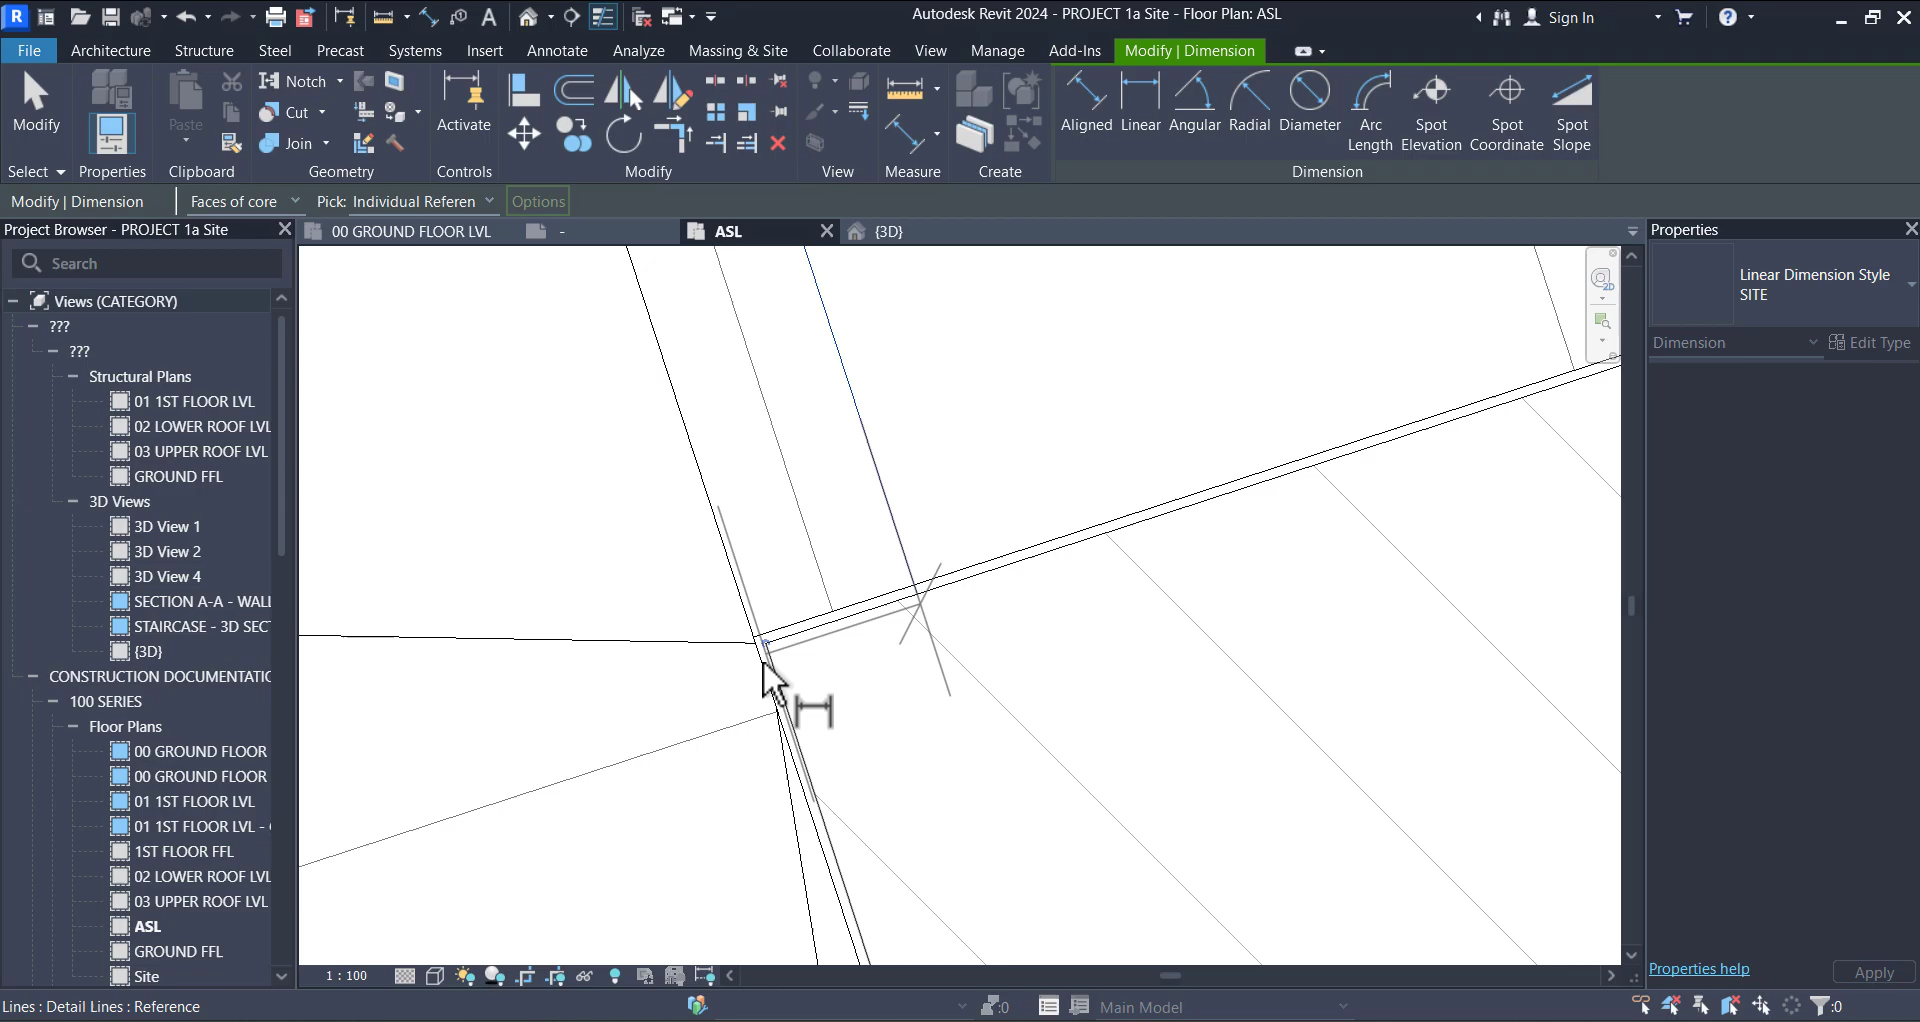 Autodesk Revit 2024 - PROJECT 1a Site - Floor Plan: ASL
Sign In
File Architecture Structure Steel Precast Systems Insert Annotate Analyze Massing & Site Collaborate View Manage Add-Ins Modify | Dimension
Modify
Paste
Notch
Cut
Join
Activate
Aligned Linear Angular Radial Diameter Arc Length Spot Elevation Spot Coordinate Spot Slope
Select Properties Clipboard Geometry Controls Modify View Measure Create Dimension
Modify | Dimension Faces of core Pick: Individual Referen Options
Project Browser - PROJECT 1a Site
00 GROUND FLOOR LVL - ASL {3D}
Properties
Search
Linear Dimension Style
SITE
Dimension Edit Type
Views (CATEGORY)
???
???
Structural Plans
01 1ST FLOOR LVL
02 LOWER ROOF LVL
03 UPPER ROOF LVL
GROUND FFL
3D Views
3D View 1
3D View 2
3D View 4
SECTION A-A - WALL
STAIRCASE - 3D SEC
{3D}
CONSTRUCTION DOCUMENTATIO
100 SERIES
Floor Plans
00 GROUND FLOOR
00 GROUND FLOOR
01 1ST FLOOR LVL
01 1ST FLOOR LVL -
1ST FLOOR FFL
02 LOWER ROOF LVL
03 UPPER ROOF LVL
ASL
GROUND FFL
Site
1 : 100
Properties help Apply
Lines : Detail Lines : Reference
:0
Main Model
:0